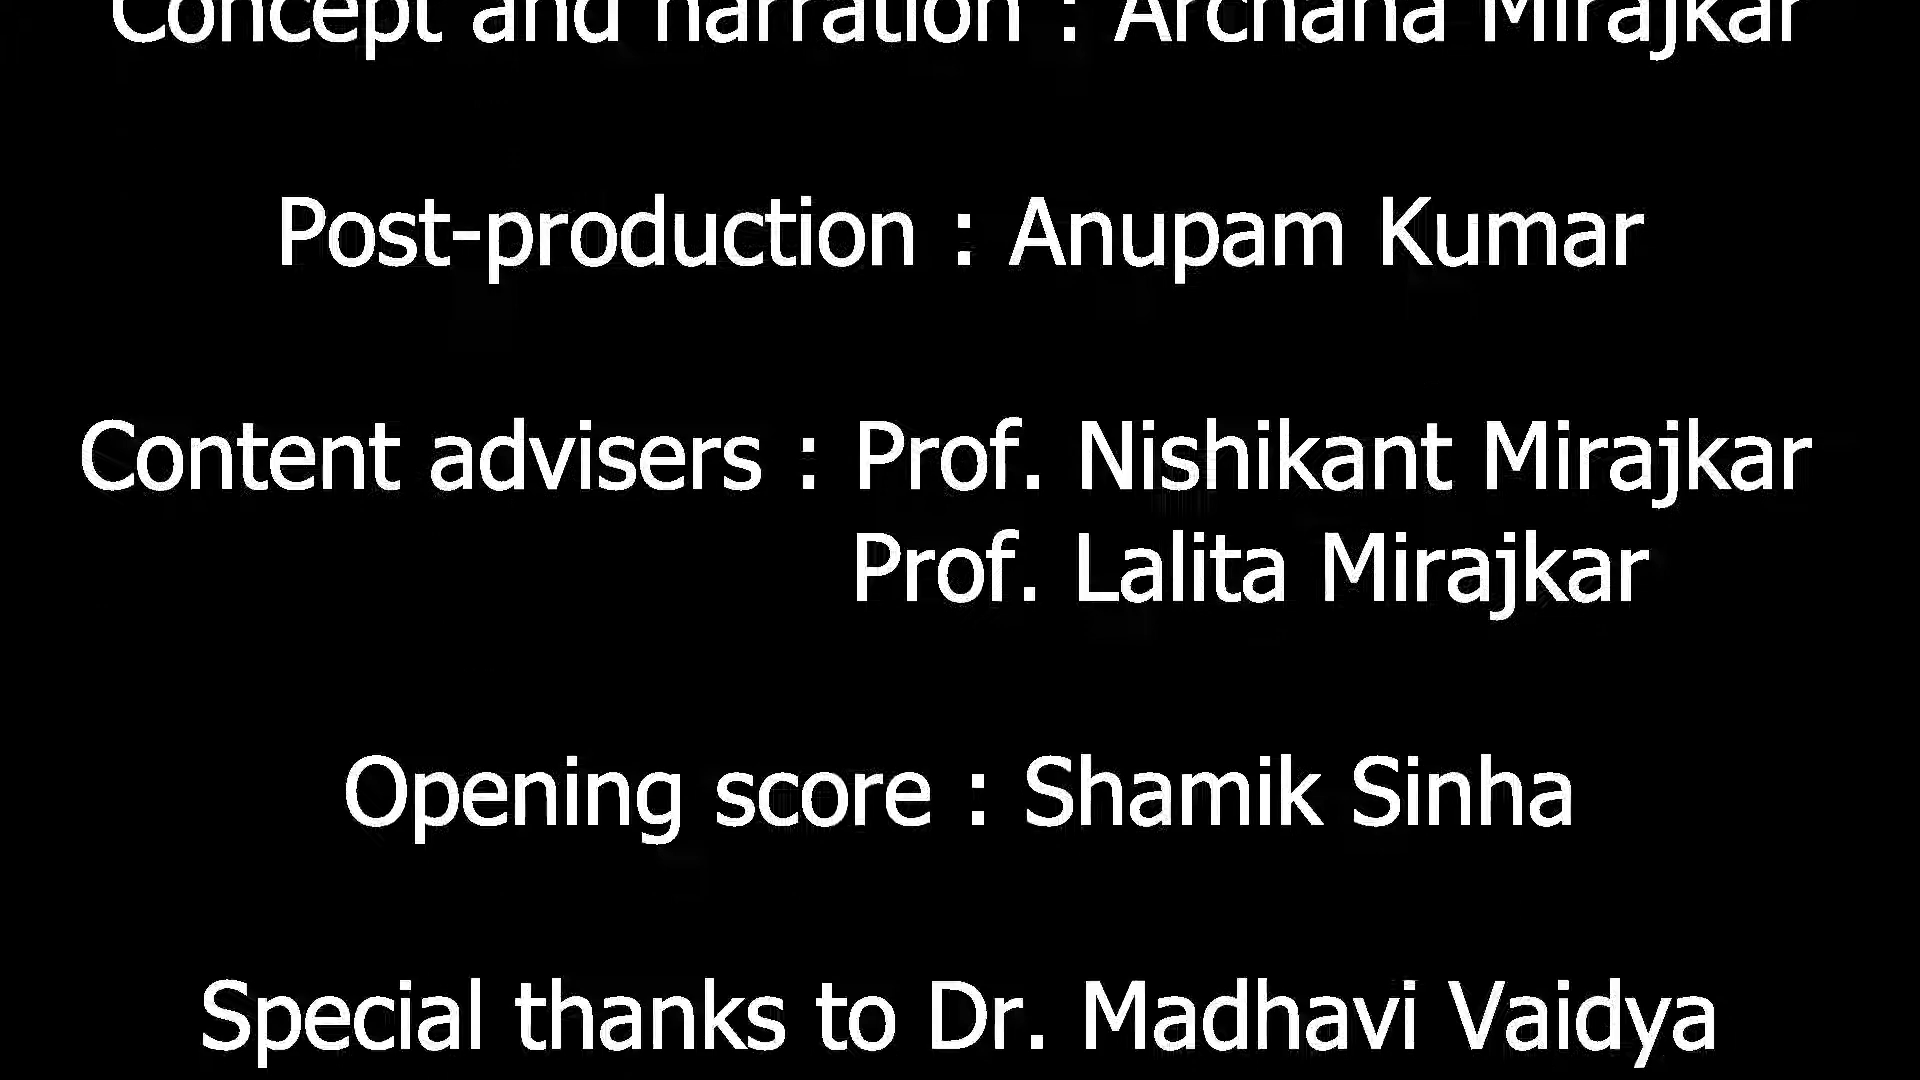 Concept and narration : Archana Mirajkar
Post-production : Anupam Kumar
Content advisers : Prof. Nishikant Mirajkar
Prof. Lalita Mirajkar
Opening score : Shamik Sinha
Special thanks to Dr. Madhavi Vaidya